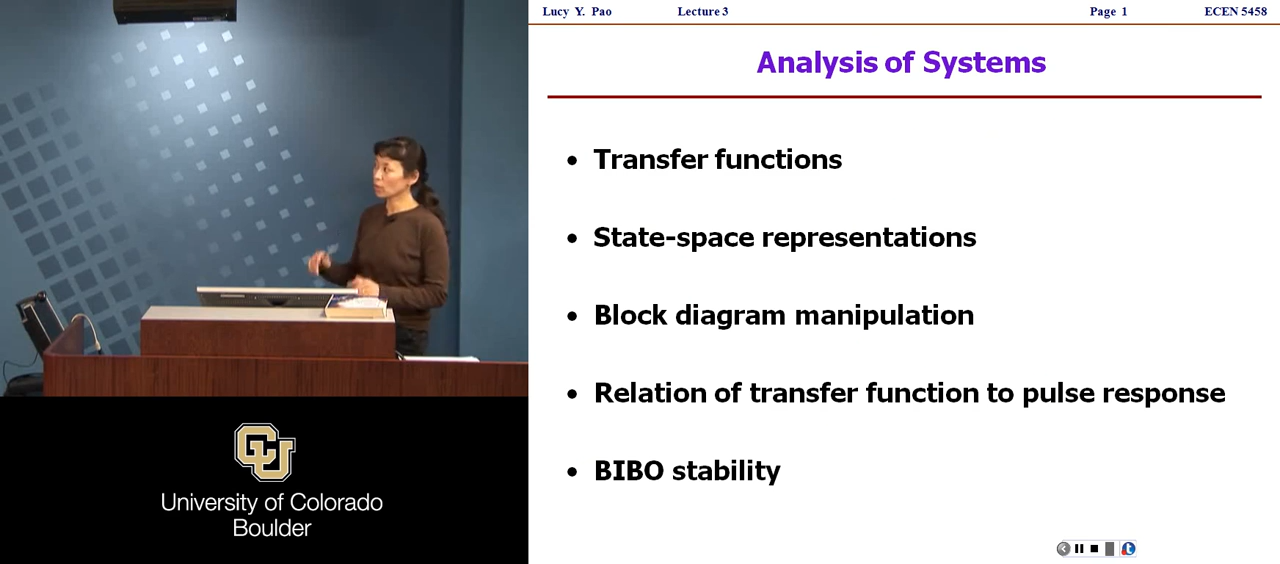 Lucy Y. Pao Lecture 3 Page 1 ECEN 5458
Analysis of Systems
• Transfer functions
• State-space representations
• Block diagram manipulation
• Relation of transfer function to pulse response
• BIBO stability
CU
University of Colorado
Boulder
t